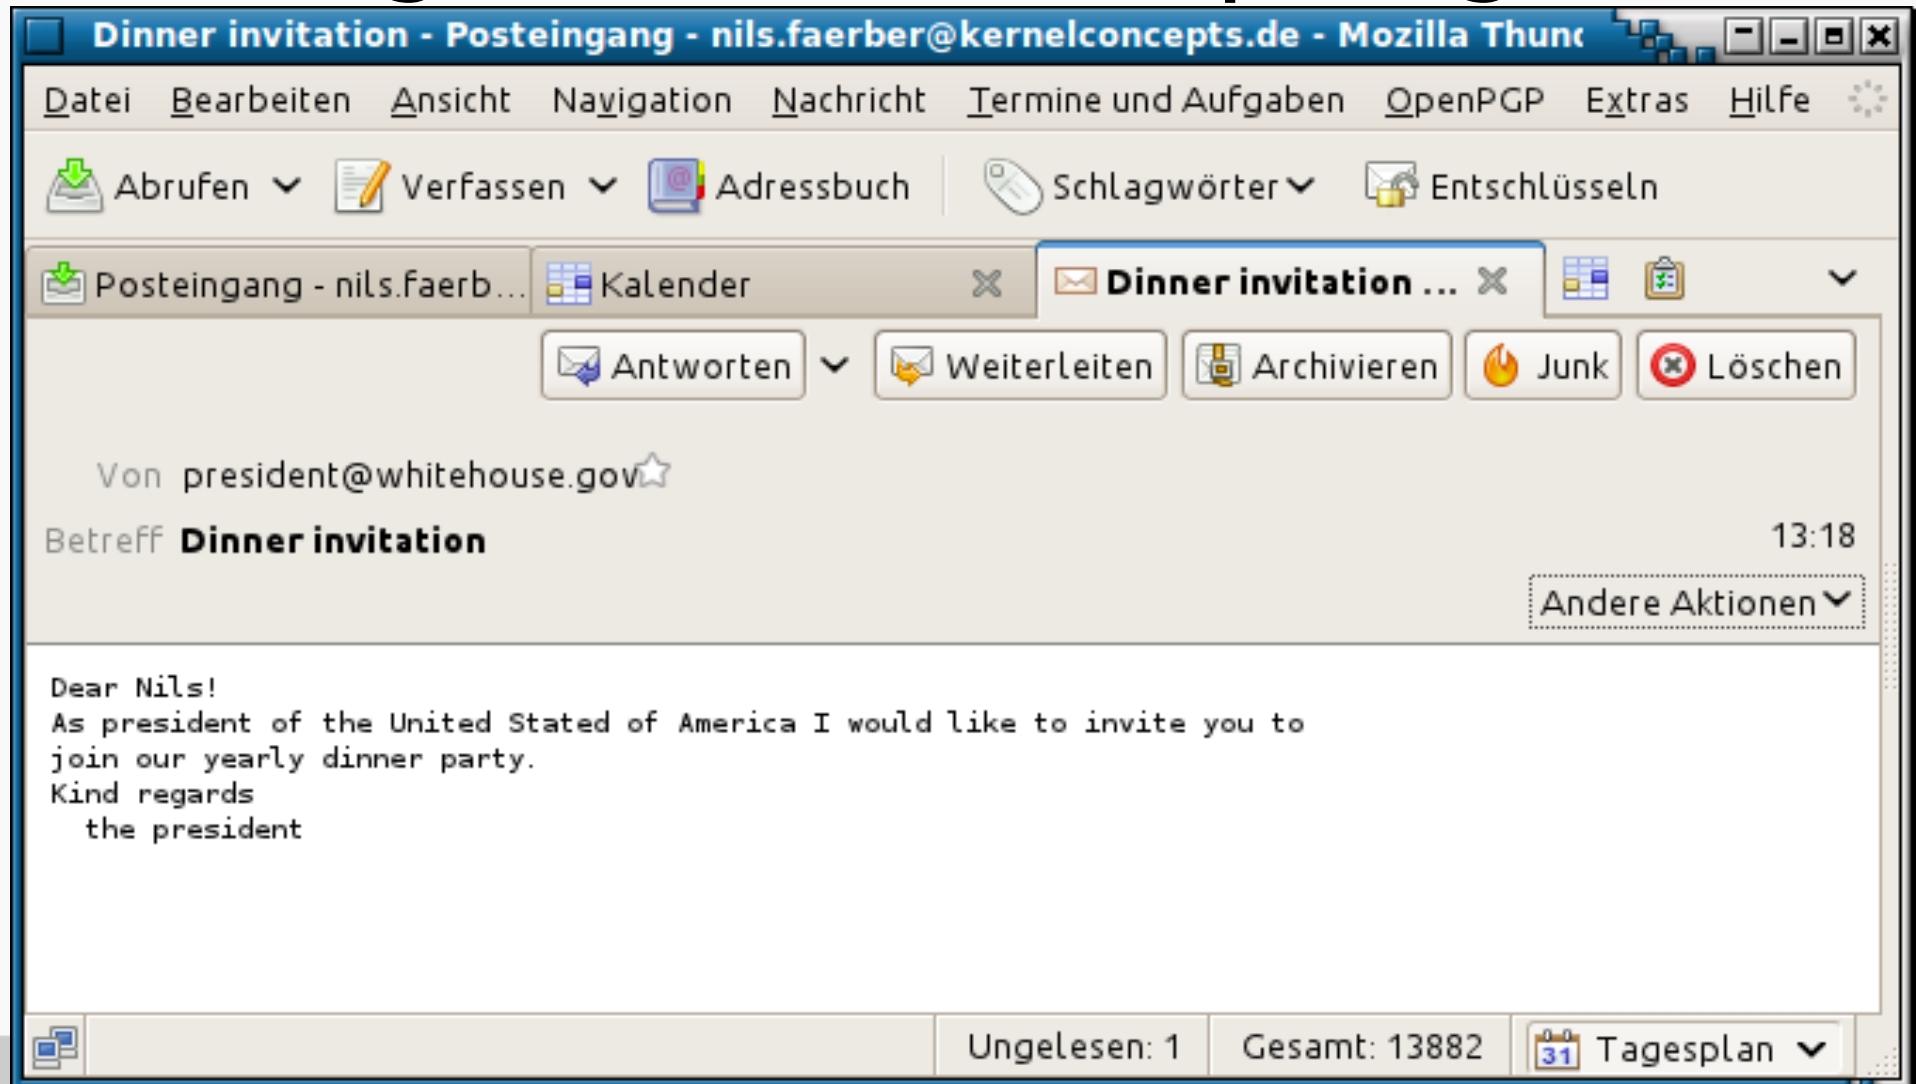 Dinner invitation - Posteingang - nils.faerber@kernelconcepts.de - Mozilla
Datei Bearbeiten Ansicht Navigation Nachricht Termine und Aufgaben OpenPGP Extras Hilfe
Abrufen Verfassen Adressbuch Schlagwörter Entschlüsseln
Posteingang - nils.faerb... Kalender Dinner invitation ...
Antworten Weiterleiten Archivieren Junk Löschen
Von president@whitehouse.gov
Betreff Dinner invitation 13:18
Andere Aktionen
Dear Nils!
As president of the United Stated of America I would like to invite you to
join our yearly dinner party.
Kind regards
the president
Ungelesen: 1 Gesamt: 13882 31 Tagesplan